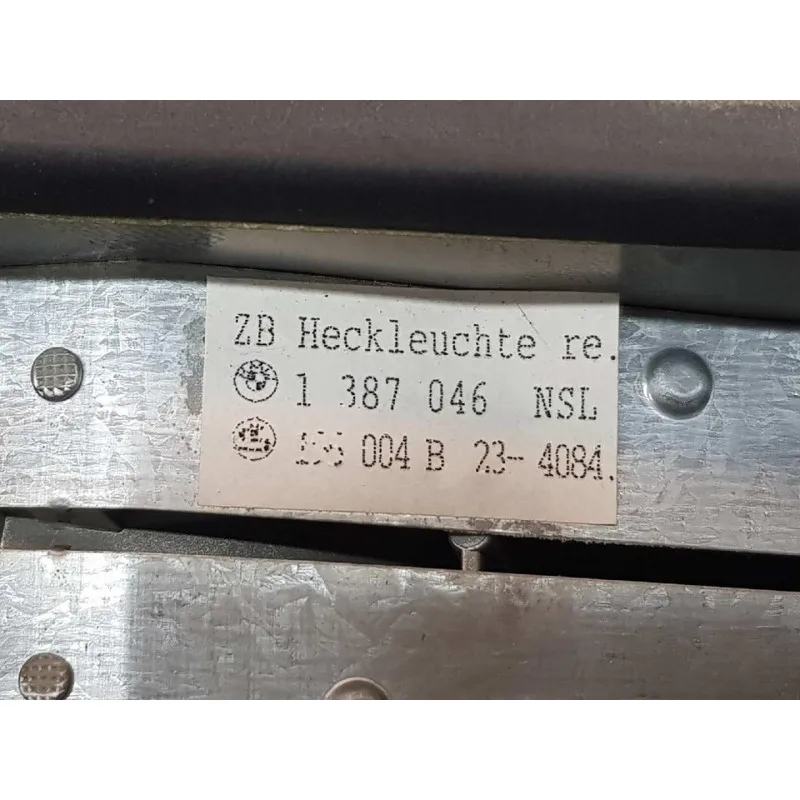 ZB Heckleuchte re.
1 387 046 NSL
004 B 23-4084.